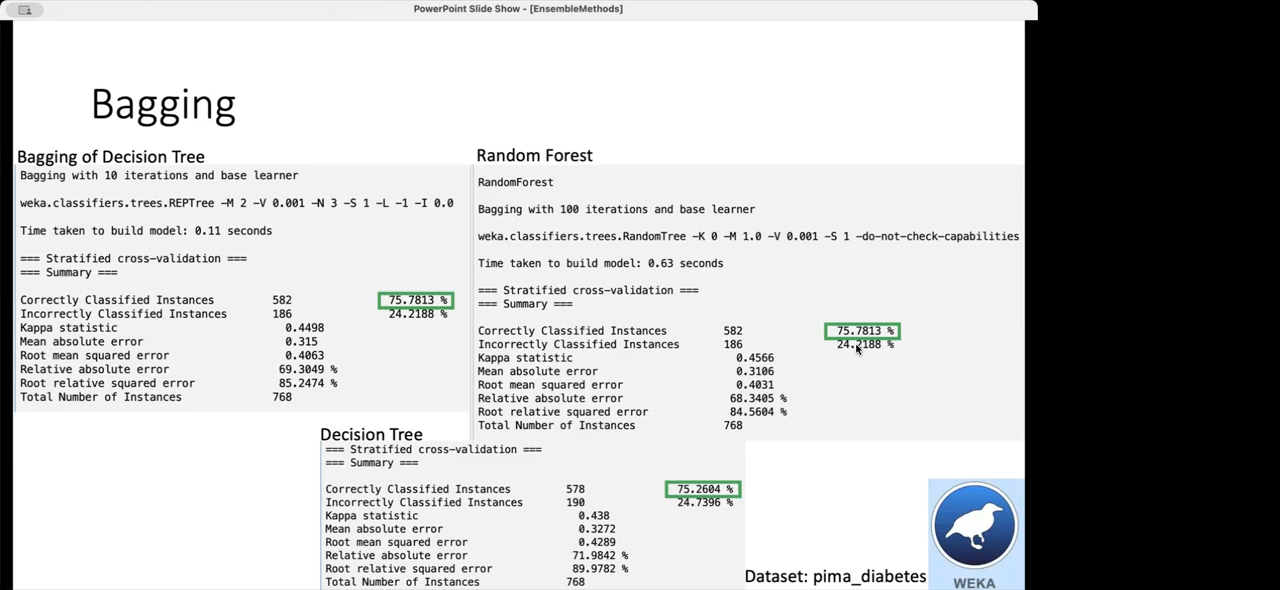 PowerPoint Slide Show - [EnsembleMethods]
Bagging
Bagging of Decision Tree
Bagging with 10 iterations and base learner
weka.classifiers.trees.REPTree -M 2 -V 0.001 -N 3 -S 1 -L -1 -I 0.0
Time taken to build model: 0.11 seconds
=== Stratified cross-validation ===
=== Summary ===
Correctly Classified Instances 582 75.7813 %
Incorrectly Classified Instances 186 24.2188 %
Kappa statistic 0.4498
Mean absolute error 0.315
Root mean squared error 0.4063
Relative absolute error 69.3049 %
Root relative squared error 85.2474 %
Total Number of Instances 768
Random Forest
RandomForest
Bagging with 100 iterations and base learner
weka.classifiers.trees.RandomTree -K 0 -M 1.0 -V 0.001 -S 1 -do-not-check-capabilities
Time taken to build model: 0.63 seconds
=== Stratified cross-validation ===
=== Summary ===
Correctly Classified Instances 582 75.7813 %
Incorrectly Classified Instances 186 24.2188 %
Kappa statistic 0.4566
Mean absolute error 0.3106
Root mean squared error 0.4031
Relative absolute error 68.3405 %
Root relative squared error 84.5604 %
Total Number of Instances 768
Decision Tree
=== Stratified cross-validation ===
=== Summary ===
Correctly Classified Instances 578 75.2604 %
Incorrectly Classified Instances 190 24.7396 %
Kappa statistic 0.438
Mean absolute error 0.3272
Root mean squared error 0.4289
Relative absolute error 71.9842 %
Root relative squared error 89.9782 %
Total Number of Instances 768
Dataset: pima_diabetes
WEKA